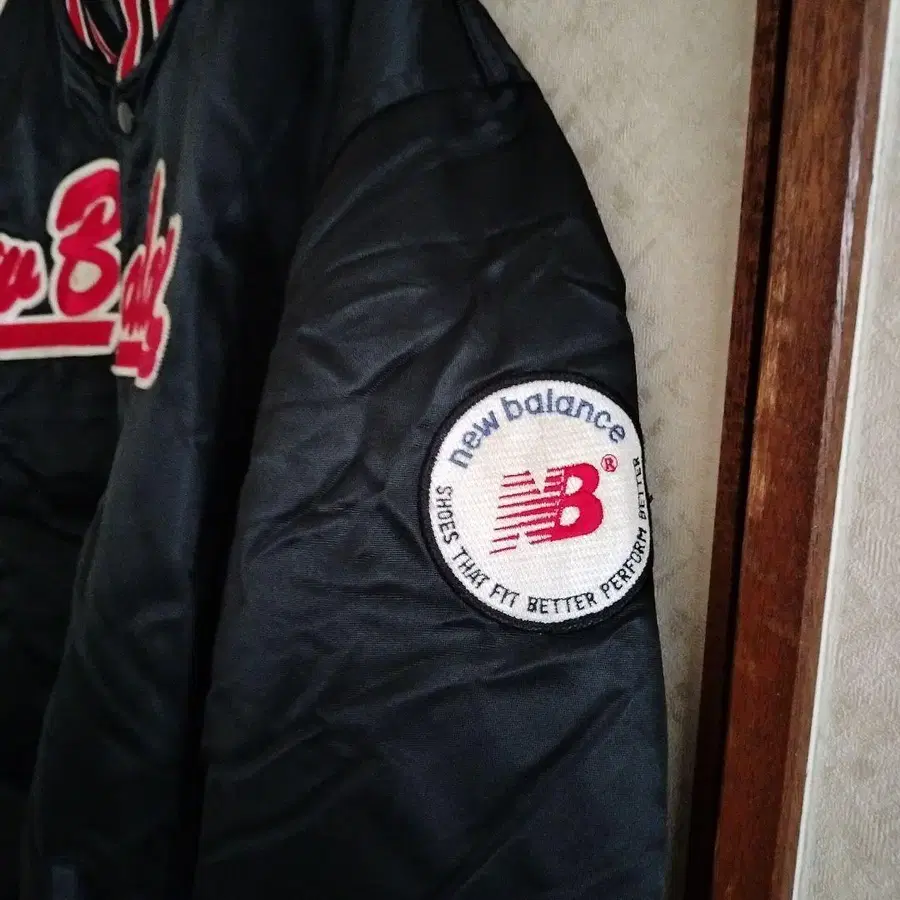 new balance
NB®
SHOES THAT FIT BETTER PERFORM BETTER